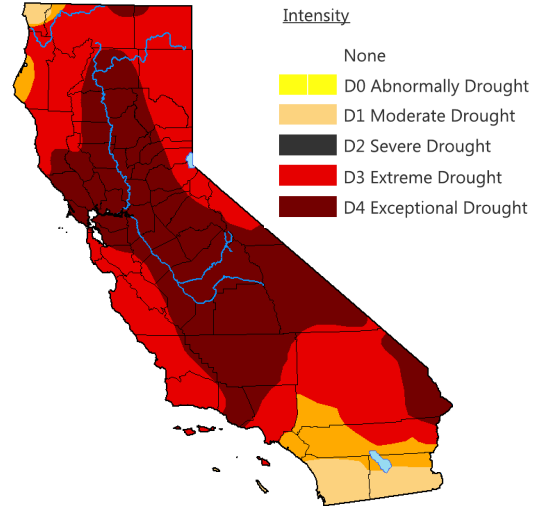 Intensity
None
D0 Abnormally Drought
D1 Moderate Drought
D2 Severe Drought
D3 Extreme Drought
D4 Exceptional Drought